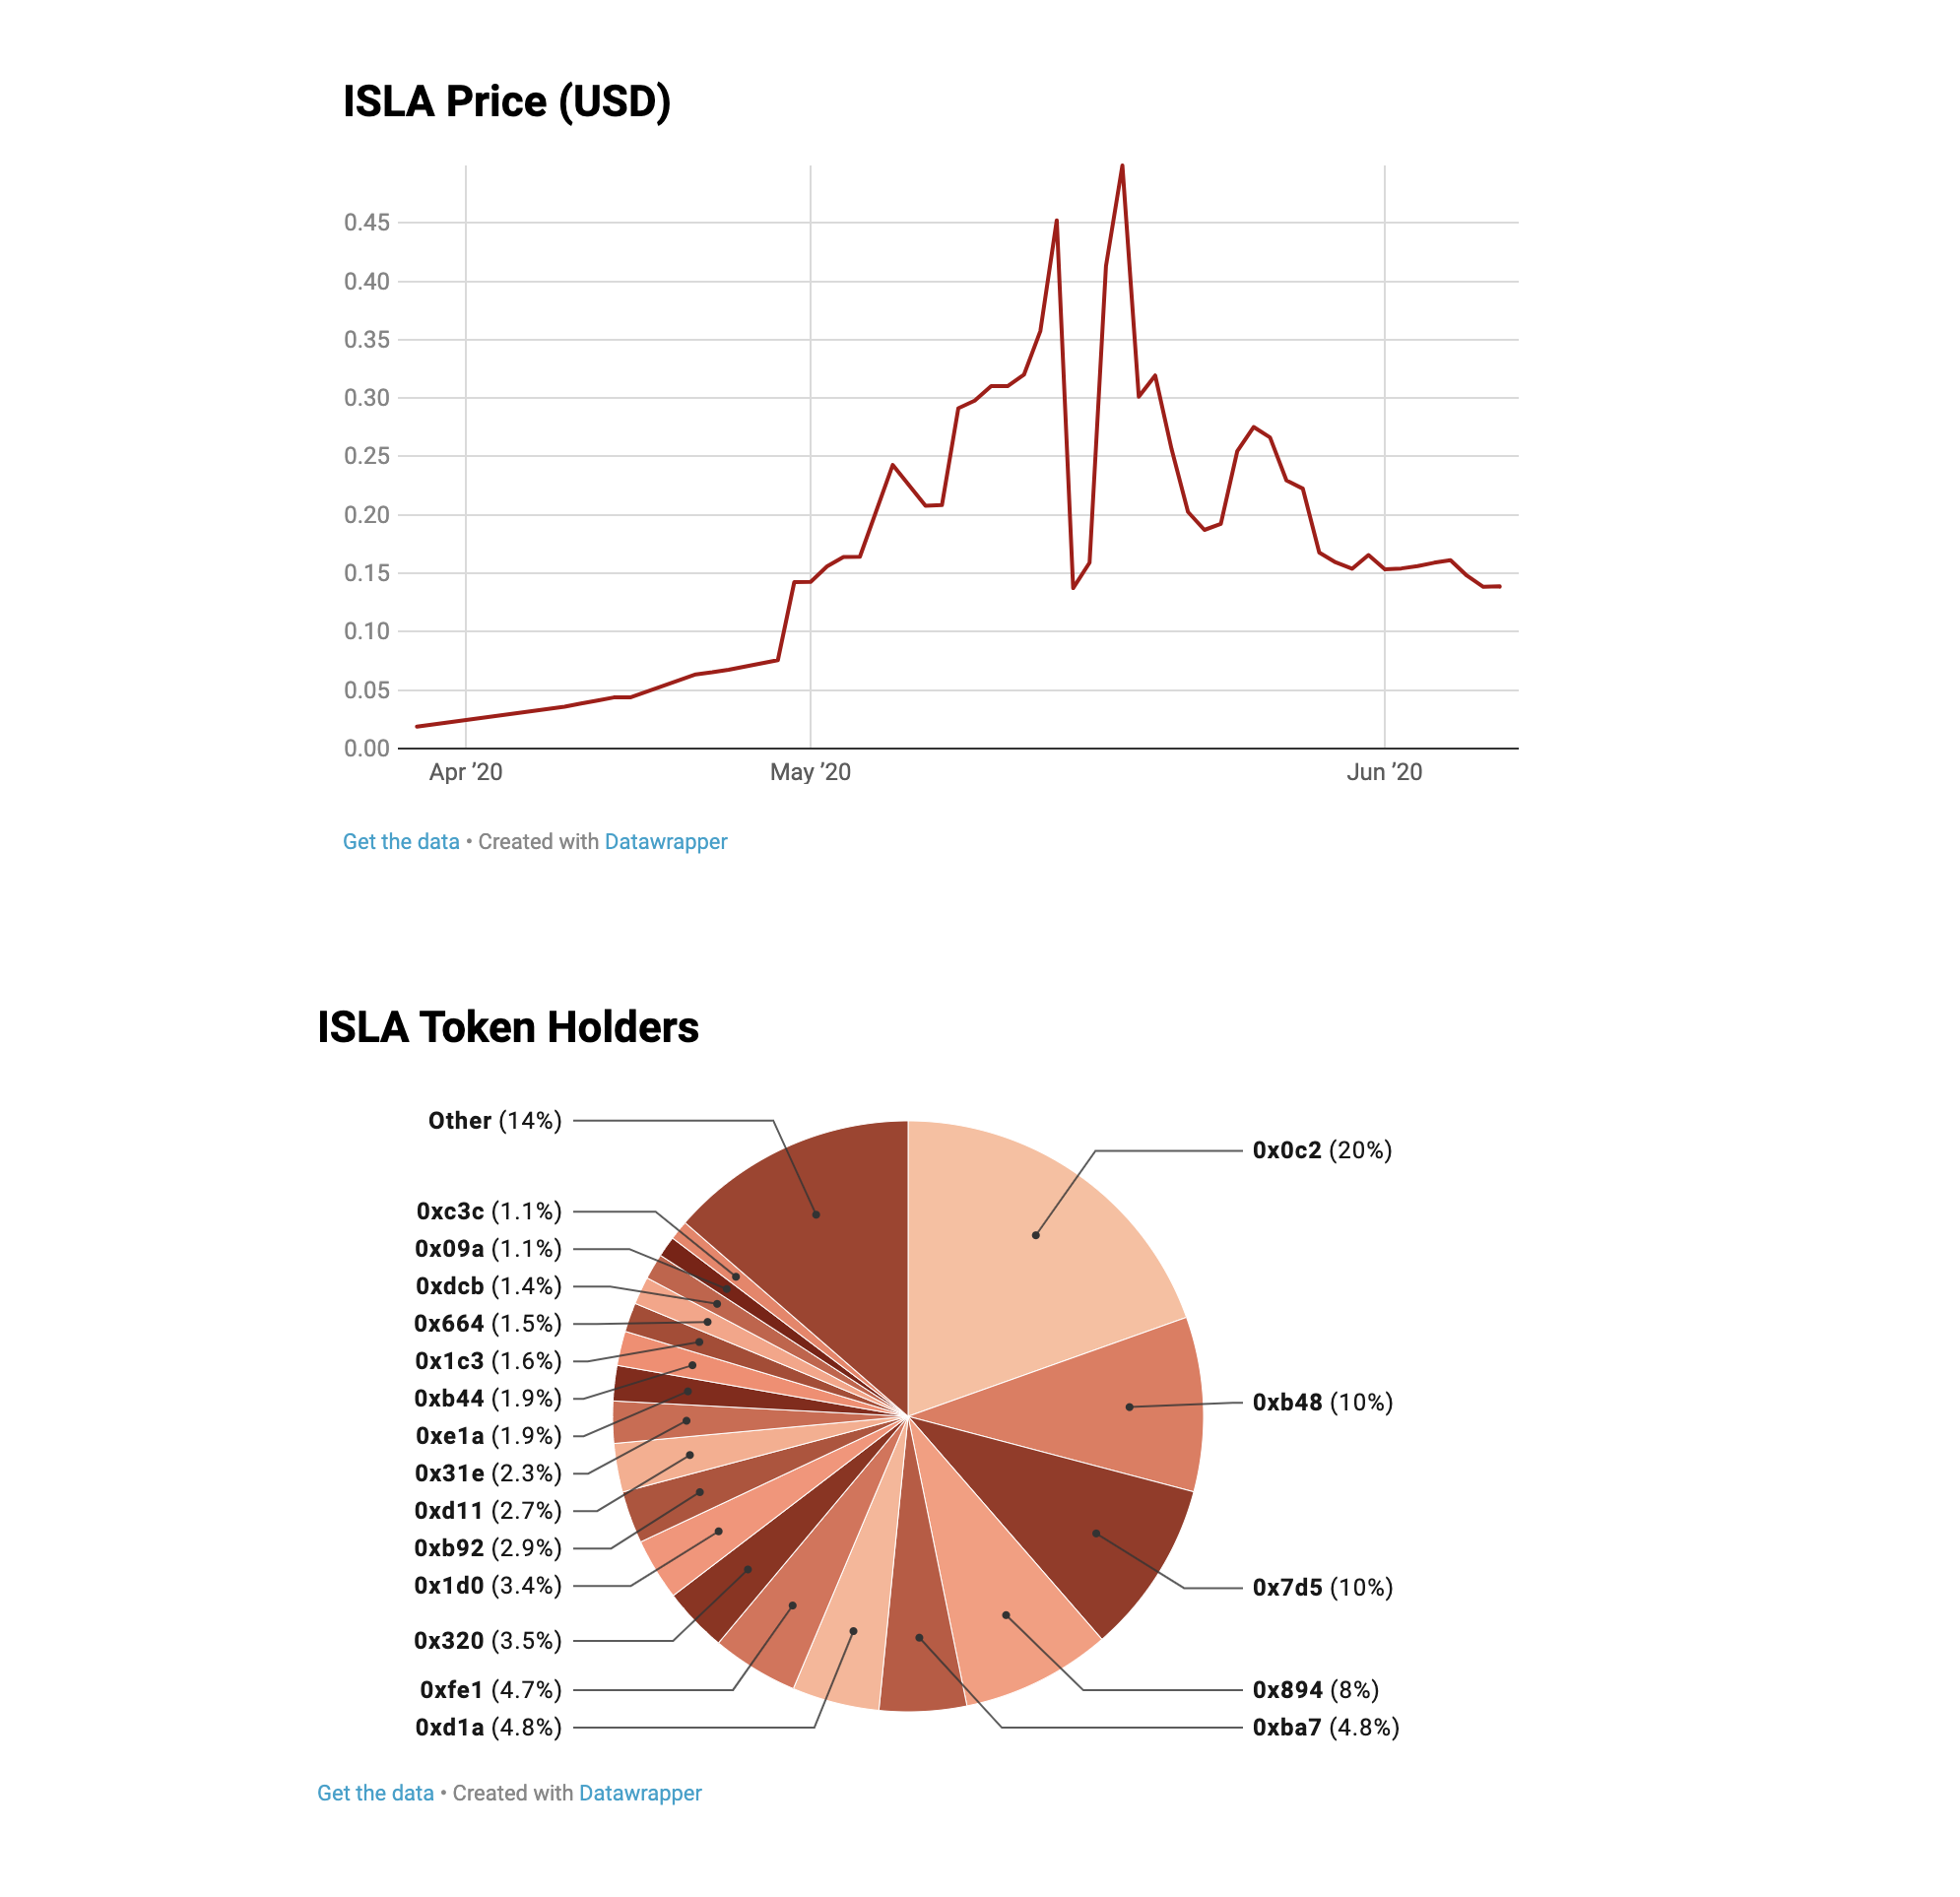 ISLA Price (USD)
0.45
0.40
0.35
0.30
0.25
0.20
0.15
0.10
0.05
0.00
Apr ’20
May ’20
Jun ’20
Get the data • Created with Datawrapper
ISLA Token Holders
Other (14%)
0x0c2 (20%)
0xc3c (1.1%)
0x09a (1.1%)
0xdcb (1.4%)
0x664 (1.5%)
0x1c3 (1.6%)
0xb44 (1.9%)
0xb48 (10%)
0xe1a (1.9%)
0x31e (2.3%)
0xd11 (2.7%)
0xb92 (2.9%)
0x1d0 (3.4%)
0x7d5 (10%)
0x320 (3.5%)
0xfe1 (4.7%)
0x894 (8%)
0xd1a (4.8%)
0xba7 (4.8%)
Get the data • Created with Datawrapper